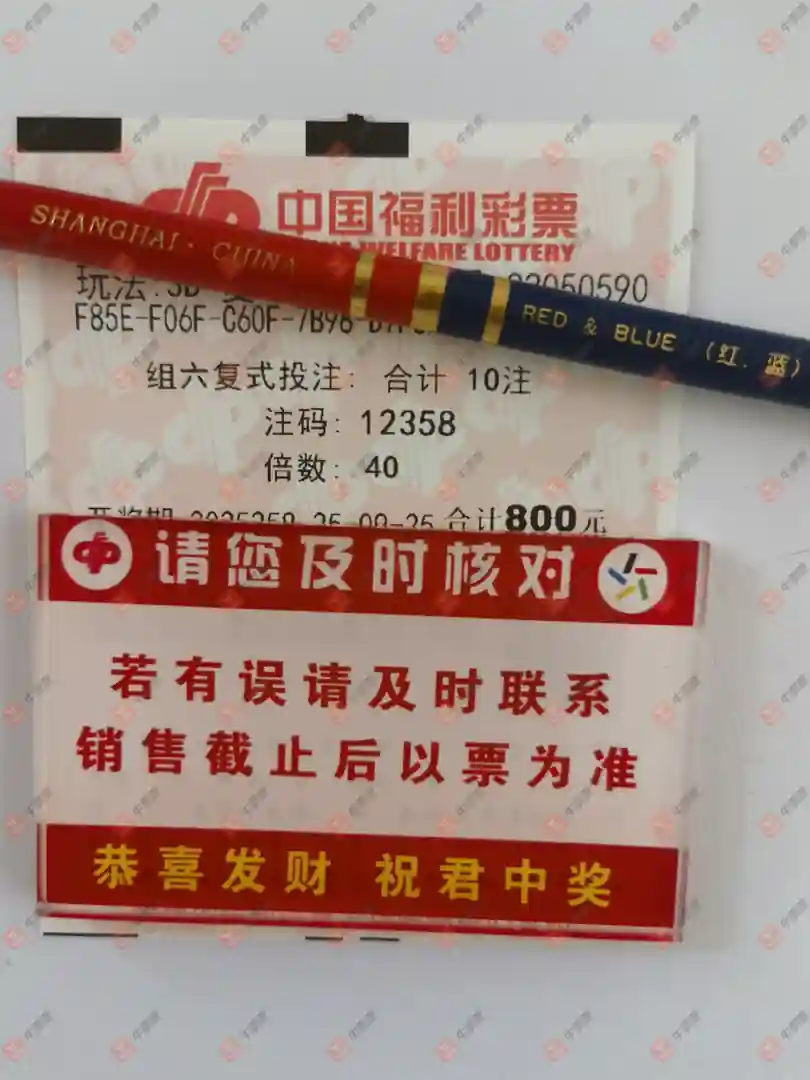 中国福利彩票
WELFARE LOTTERY
SHANGHAI · CHINA
RED & BLUE (红、蓝)
玩法:3D
F85E-F06F-C60F-7B96-
组六复式投注: 合计 10注
注码: 12358
倍数: 40
合计800元
请您及时核对
若有误请及时联系
销售截止后以票为准
恭喜发财 祝君中奖